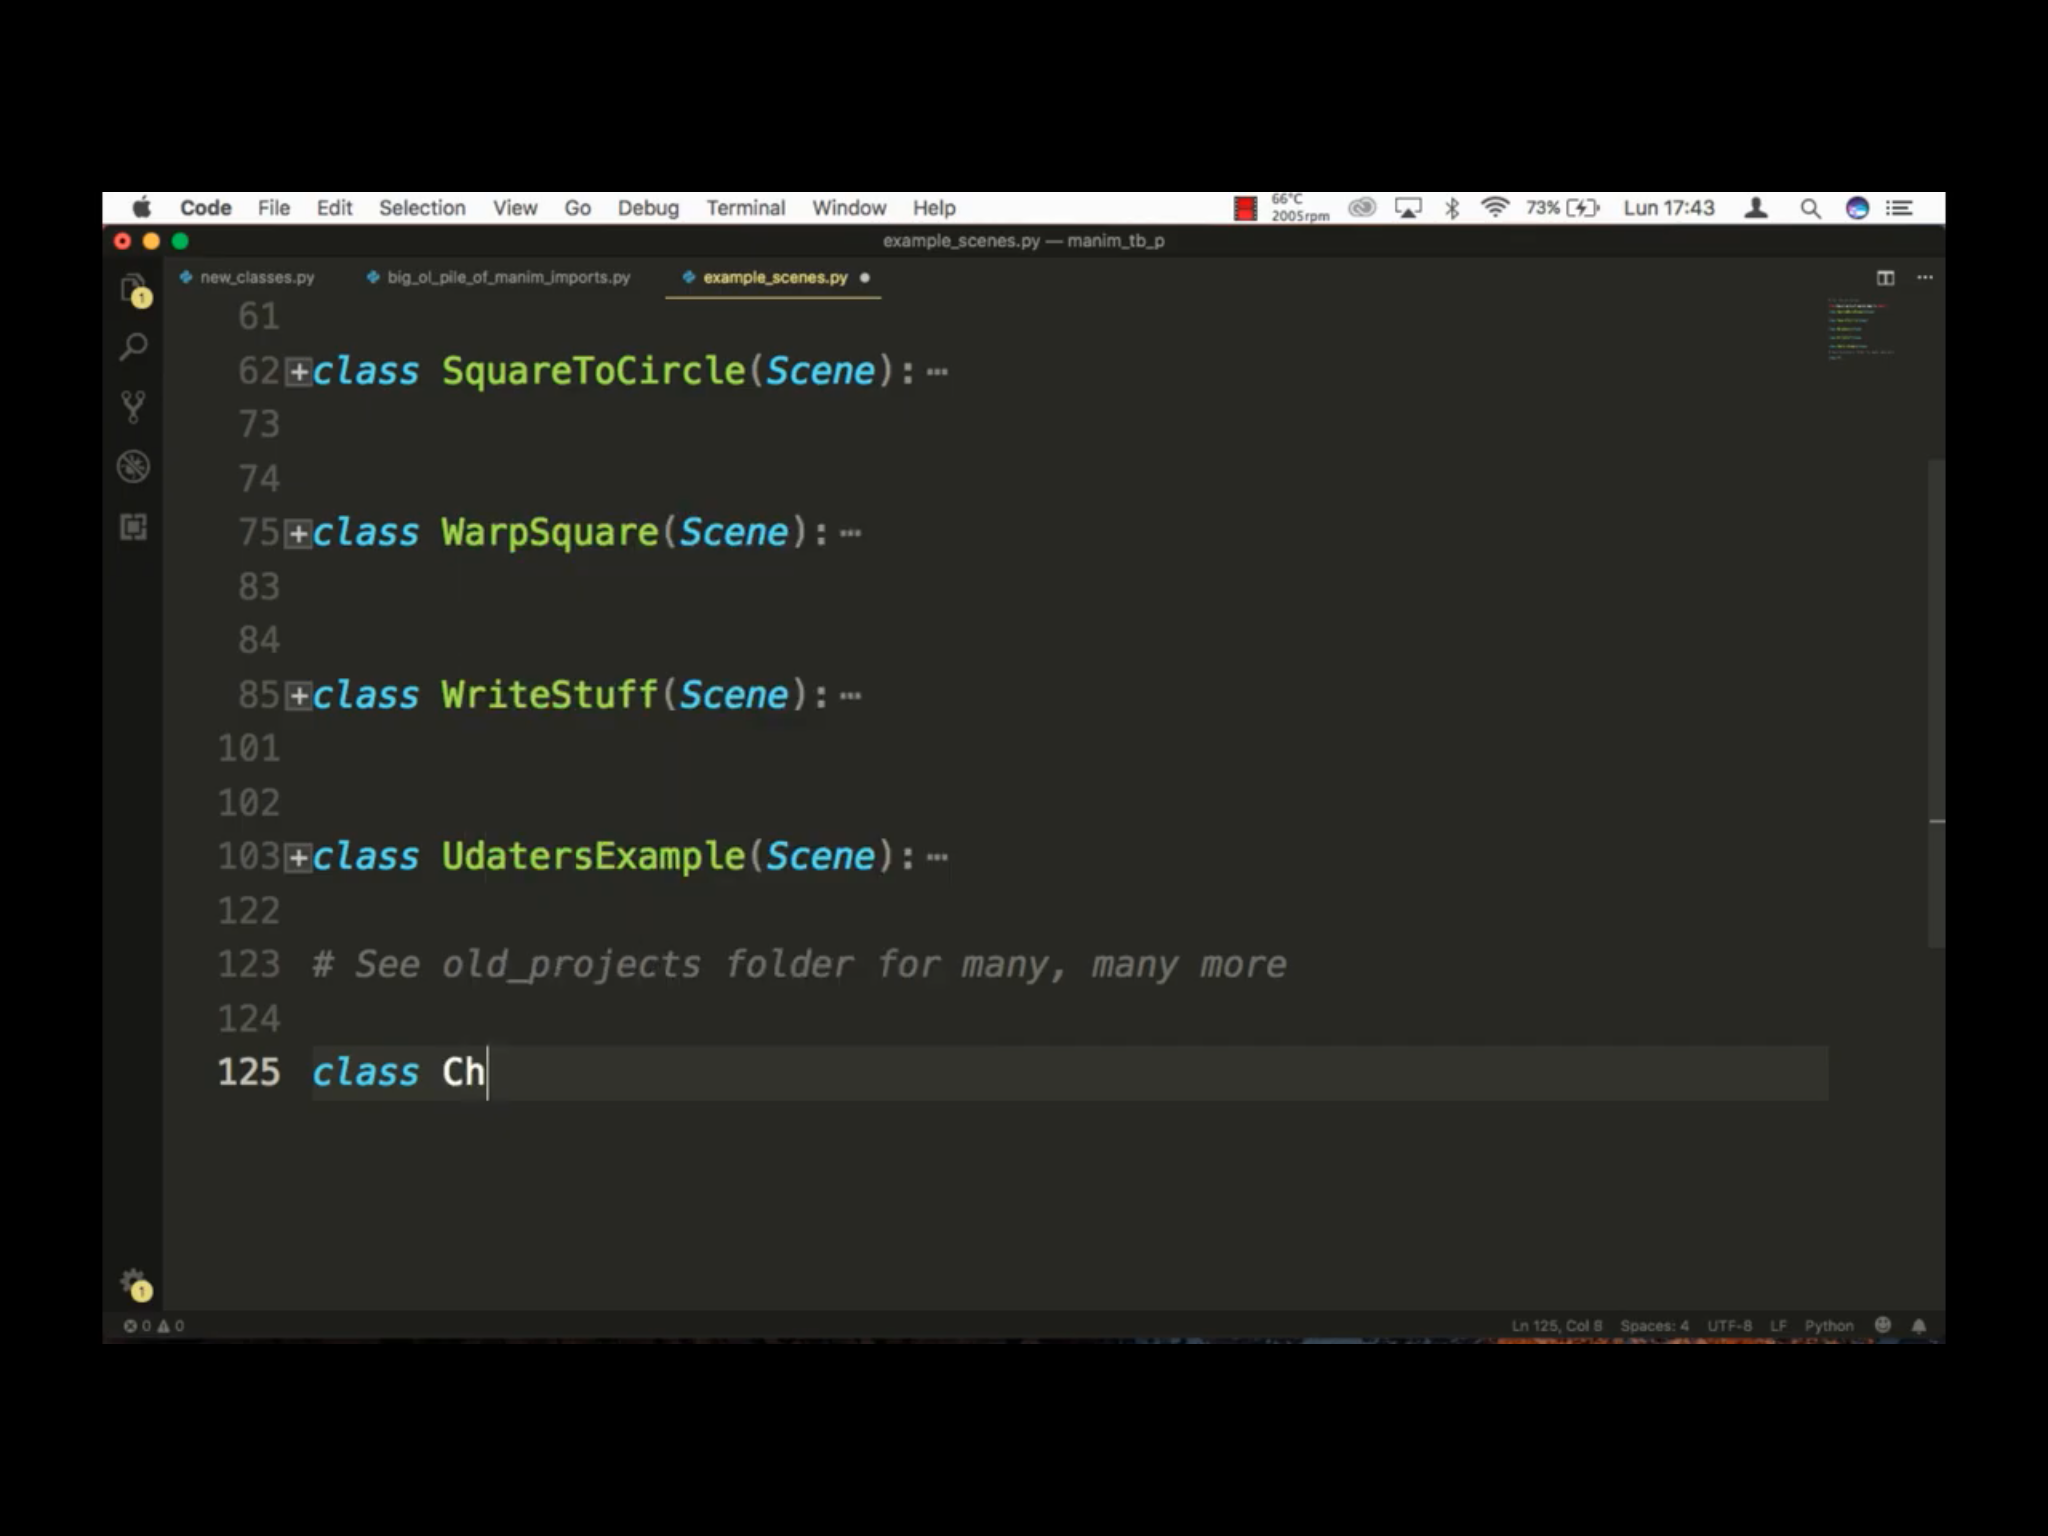 Code File Edit Selection View Go Debug Terminal Window Help 66°C 2005rpm 73% Lun 17:43
example_scenes.py — manim_tb_p
new_classes.py big_ol_pile_of_manim_imports.py example_scenes.py
1
61
62 class SquareToCircle(Scene):
73
74
75 class WarpSquare(Scene):
83
84
85 class WriteStuff(Scene):
101
102
103 class UdatersExample(Scene):
122
123 # See old_projects folder for many, many more
124
125 class Ch
1
0 0 Ln 125, Col 8 Spaces: 4 UTF-8 LF Python